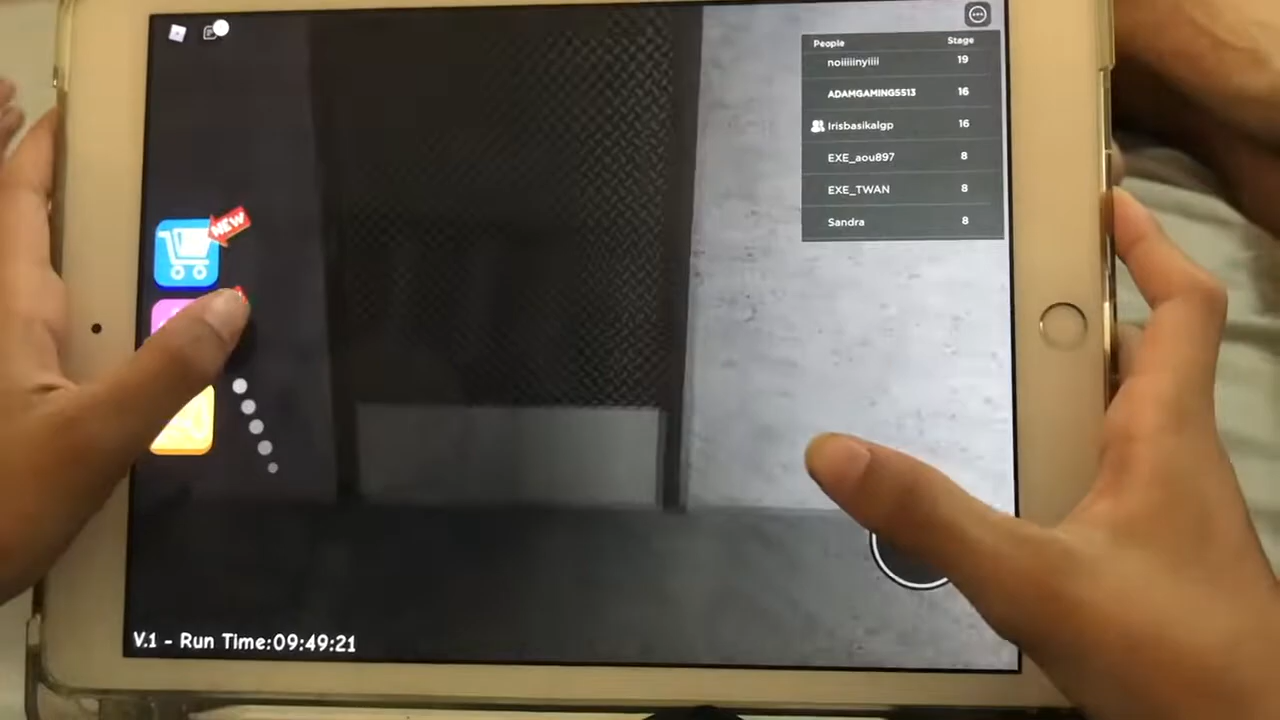 People Stage
noiiiiinyiiii 19
ADAMGAMING5513 16
Irisbasikalgp 16
EXE_aou897 8
EXE_TWAN 8
Sandra 8
NEW
V.1 - Run Time:09:49:21